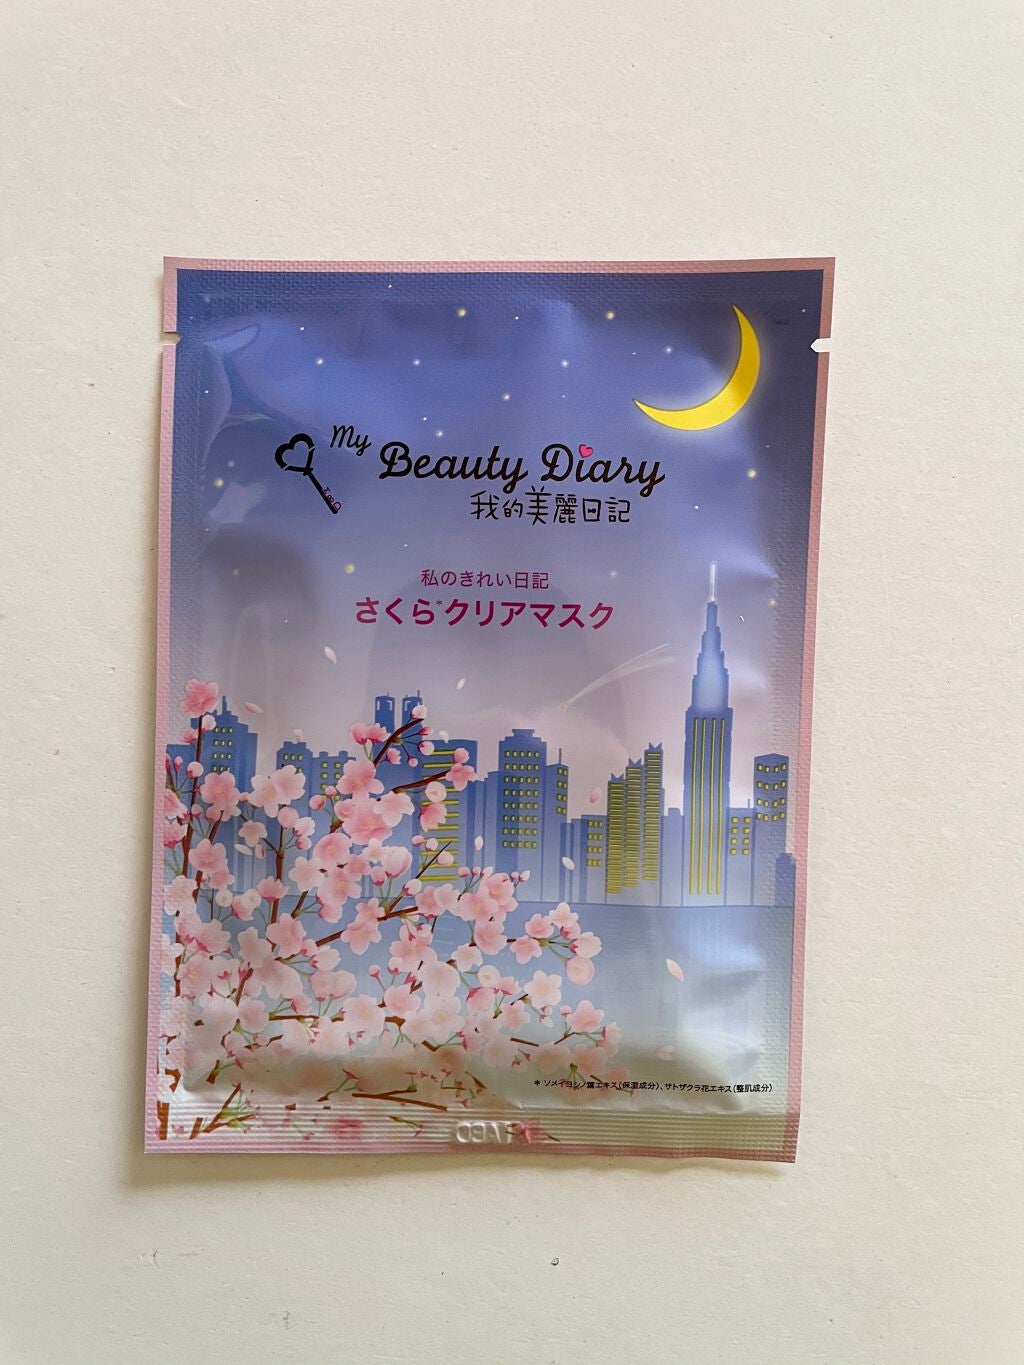 My
Beauty Diary
我的美麗日記
私のきれい日記
さくら*クリアマスク
* ソメイヨシノ葉エキス(保湿成分)、サトザクラ花エキス(整肌成分)